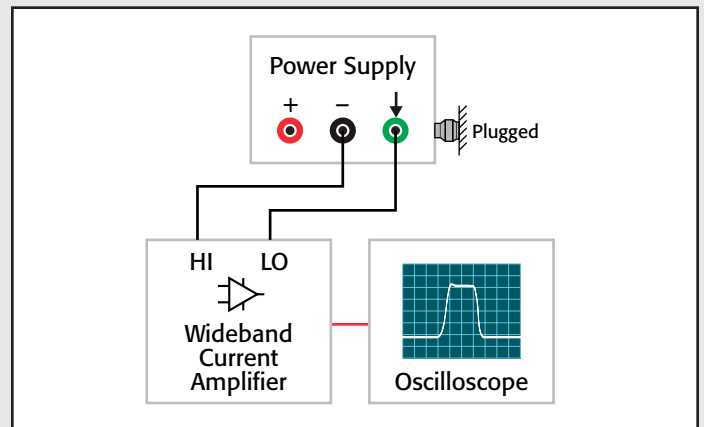 Power Supply
+ −
Plugged
HI LO
Wideband
Current
Amplifier
Oscilloscope